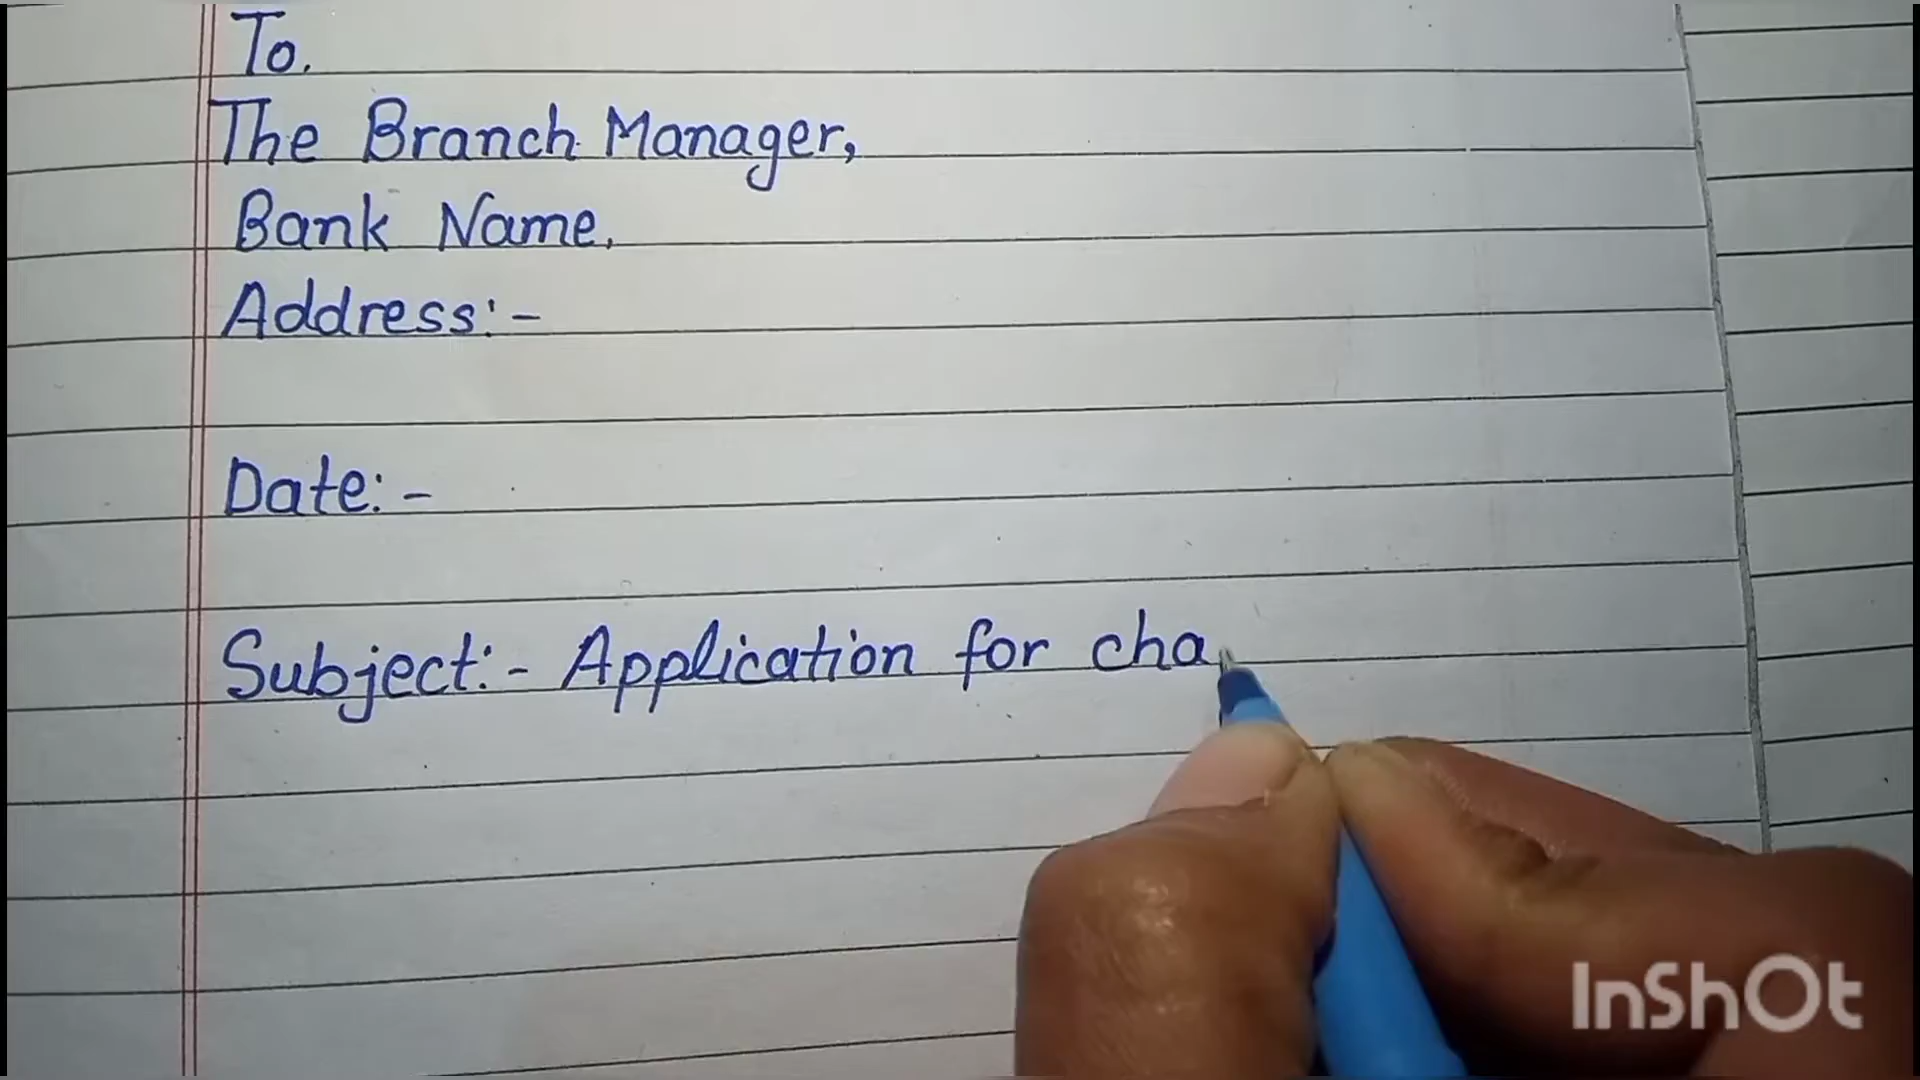 To.
The Branch Manager,
Bank Name.
Address:-
Date:-
Subject:- Application for cha
InShOt